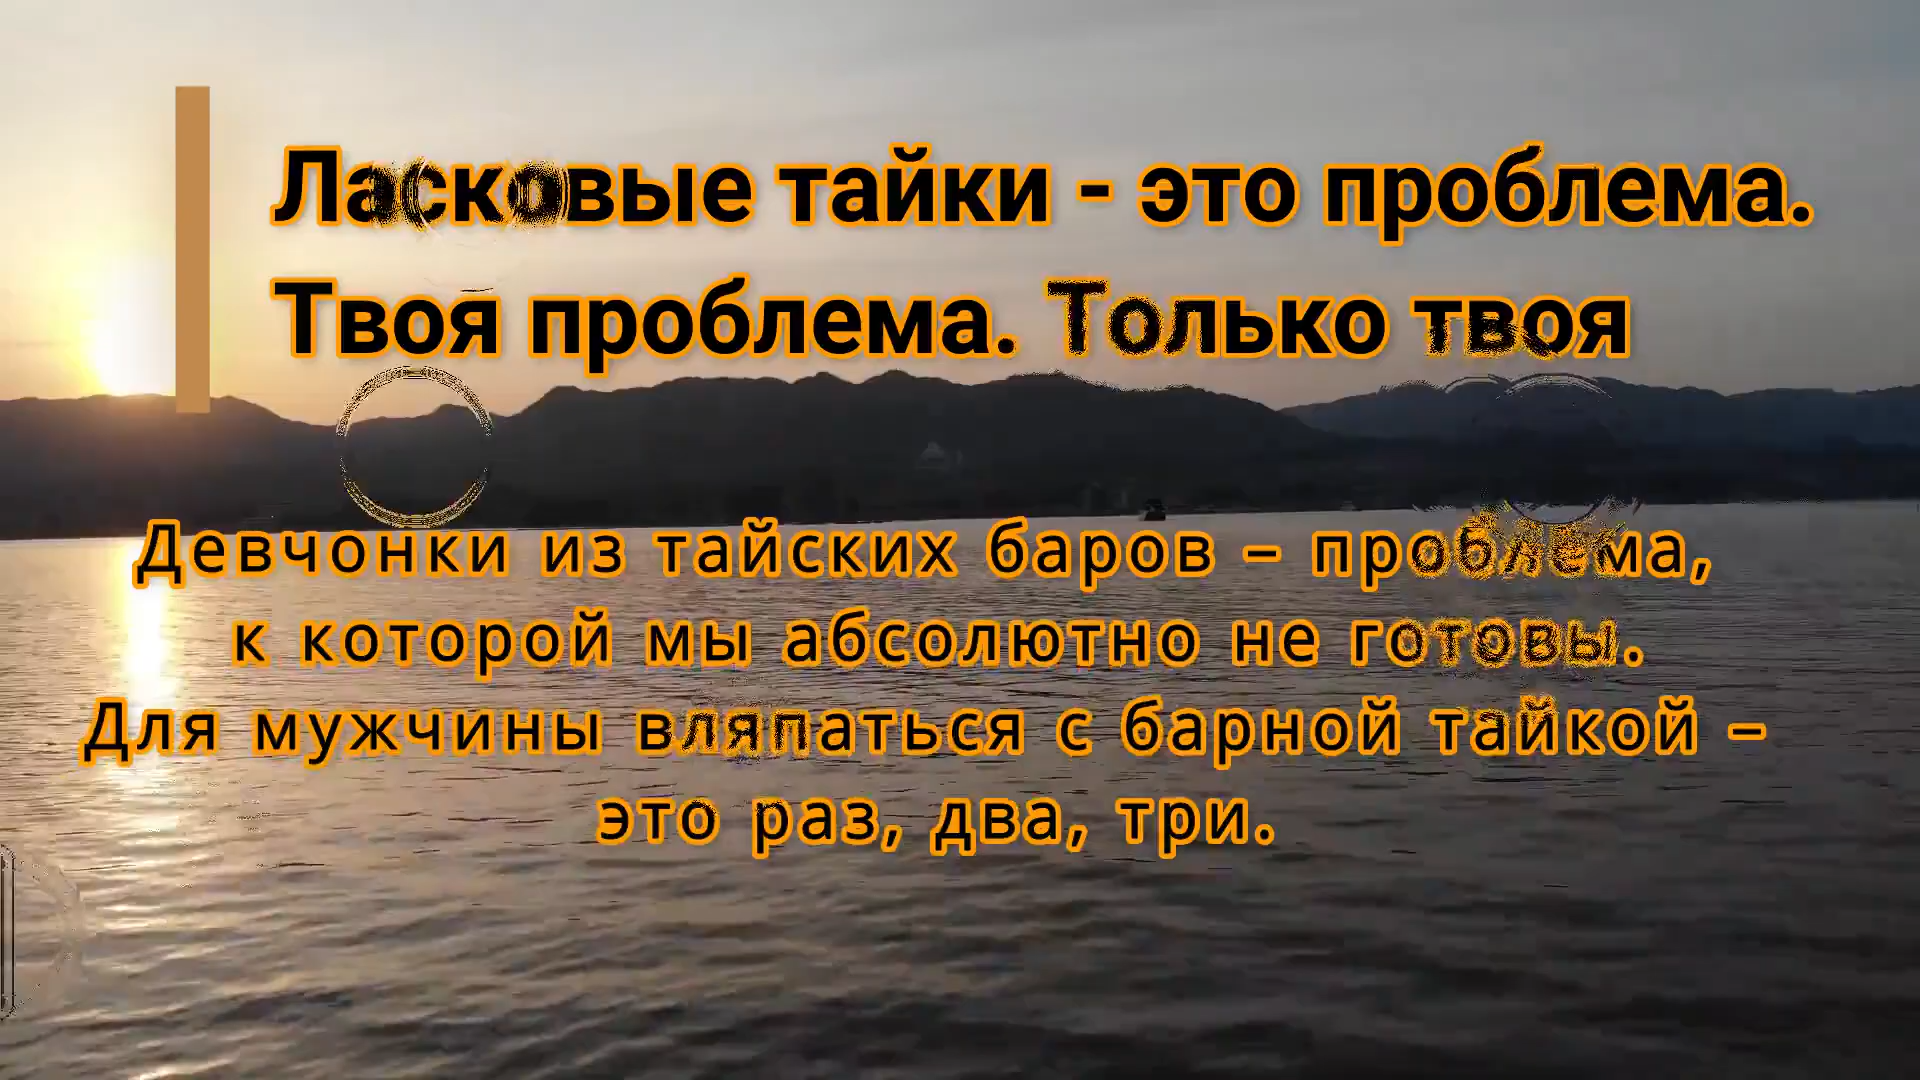 Ласковые тайки - это проблема.
Твоя проблема. Только твоя
Девчонки из тайских баров – проблема,
к которой мы абсолютно не готовы.
Для мужчины вляпаться с барной тайкой –
это раз, два, три.